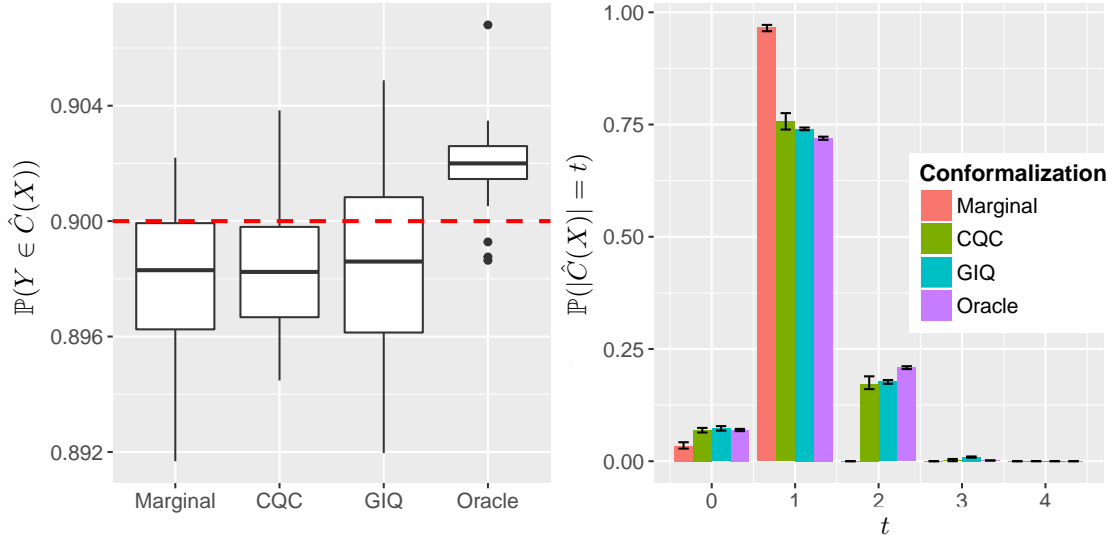 ℙ(Y ∈ Ĉ(X))
0.904
0.900
0.896
0.892
Marginal CQC GIQ Oracle
ℙ(|Ĉ(X)| = t)
1.00
0.75
0.50
0.25
0.00
0 1 2 3 4
t
Conformalization
Marginal
CQC
GIQ
Oracle